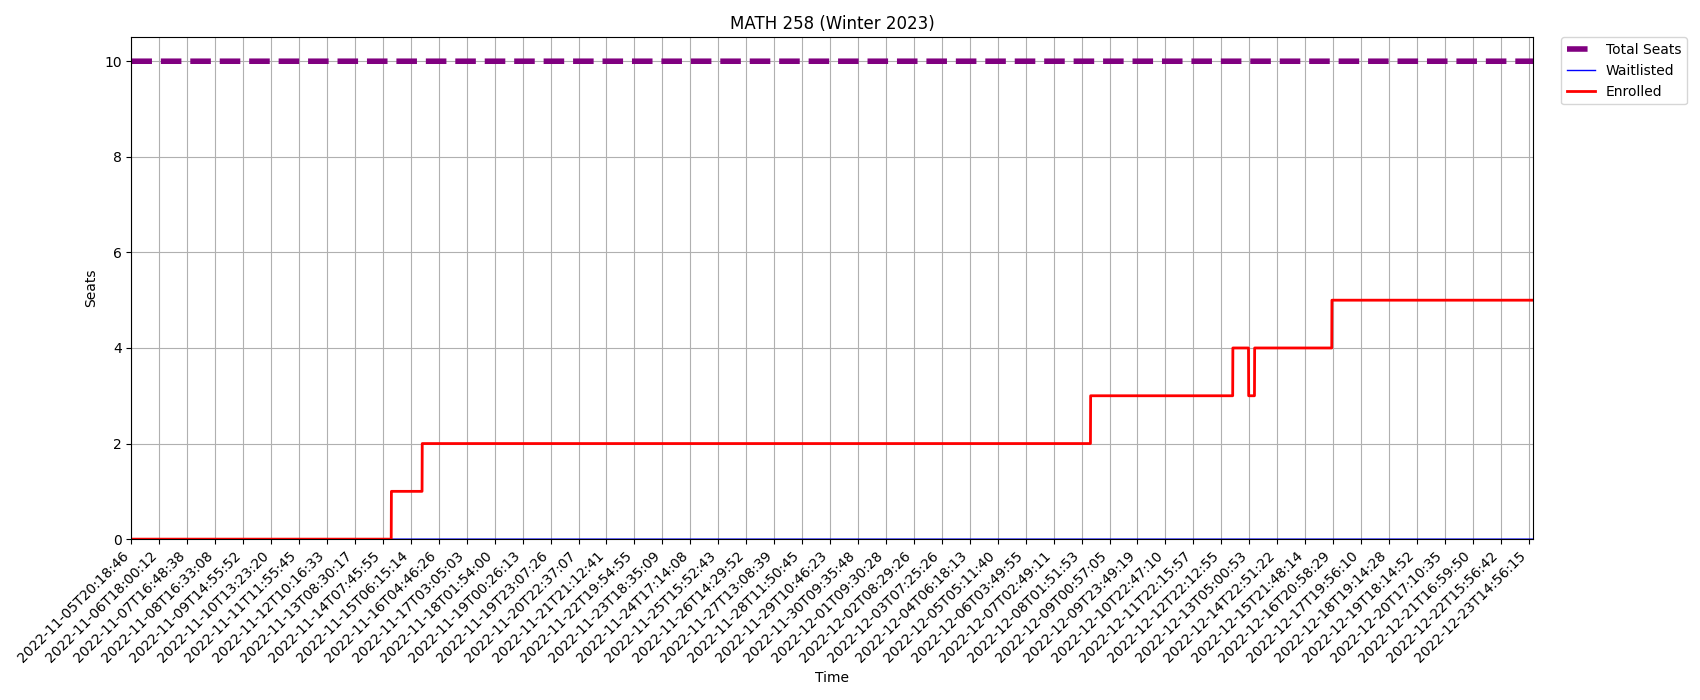 MATH 258 (Winter 2023)
Total Seats
Waitlisted
Enrolled
10
8
6
4
2
0
Seats
2022-11-05T20:18:46
2022-11-06T18:00:12
2022-11-07T16:48:38
2022-11-08T16:33:08
2022-11-09T14:55:52
2022-11-10T13:23:20
2022-11-11T11:55:45
2022-11-12T10:16:33
2022-11-13T08:30:17
2022-11-14T07:45:55
2022-11-15T06:15:14
2022-11-16T04:46:26
2022-11-17T03:05:03
2022-11-18T01:54:00
2022-11-19T00:26:13
2022-11-19T23:07:26
2022-11-20T22:37:07
2022-11-21T21:12:41
2022-11-22T19:54:55
2022-11-23T18:35:09
2022-11-24T17:14:08
2022-11-25T15:52:43
2022-11-26T14:29:52
2022-11-27T13:08:39
2022-11-28T11:50:45
2022-11-29T10:46:23
2022-11-30T09:35:48
2022-12-01T09:30:28
2022-12-02T08:29:26
2022-12-03T07:25:26
2022-12-04T06:18:13
2022-12-05T05:11:40
2022-12-06T03:49:55
2022-12-07T02:49:11
2022-12-08T01:51:53
2022-12-09T00:57:05
2022-12-09T23:49:19
2022-12-10T22:47:10
2022-12-11T22:15:57
2022-12-12T22:12:55
2022-12-13T05:00:53
2022-12-14T22:51:22
2022-12-15T21:48:14
2022-12-16T20:58:29
2022-12-17T19:56:10
2022-12-18T19:14:28
2022-12-19T18:14:52
2022-12-20T17:10:35
2022-12-21T16:59:50
2022-12-22T15:56:42
2022-12-23T14:56:15
Time